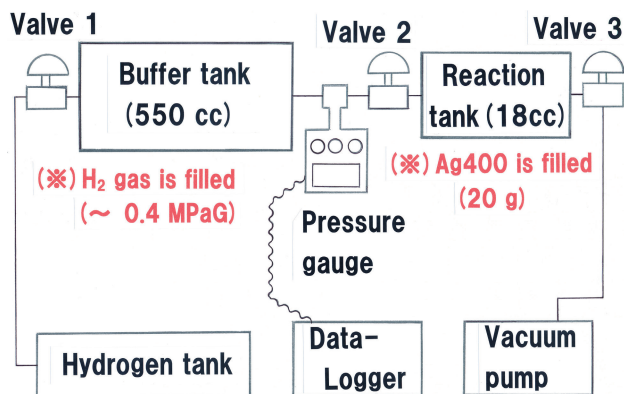 Valve 1
Buffer tank
(550 cc)
Valve 2
Reaction
tank (18cc)
Valve 3
(※) H₂ gas is filled
(～ 0.4 MPaG)
(※) Ag400 is filled
(20 g)
Pressure
gauge
Hydrogen tank
Data-
Logger
Vacuum
pump